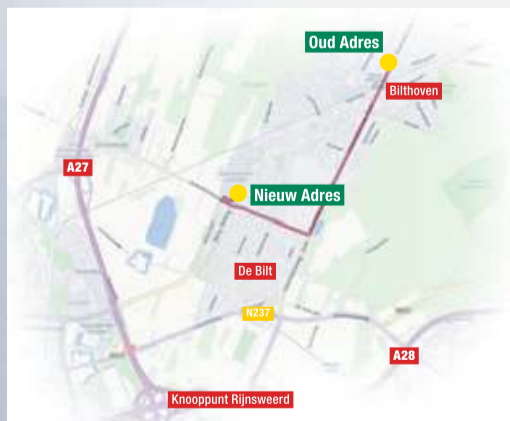 Oud Adres
Bilthoven
A27
Nieuw Adres
De Bilt
N237
A28
Knooppunt Rijnsweerd